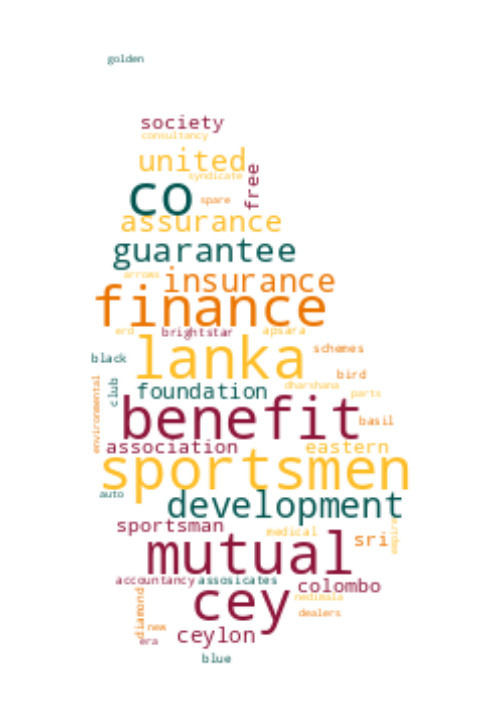 golden
society
consultancy
united
syndicate
free
co
spare
assurance
guarantee
insurance
arrows
finance
erd
brightstar
apsara
lanka
schemes
black
bird
environmental
club
foundation
dharshana
parts
benefit
basil
association
eastern
sportsmen
auto
development
sportsman
medical
sri
empire
mutual
accountancy
assosicates
colombo
cey
nedimala
diamond
dealers
new
era
ceylon
blue